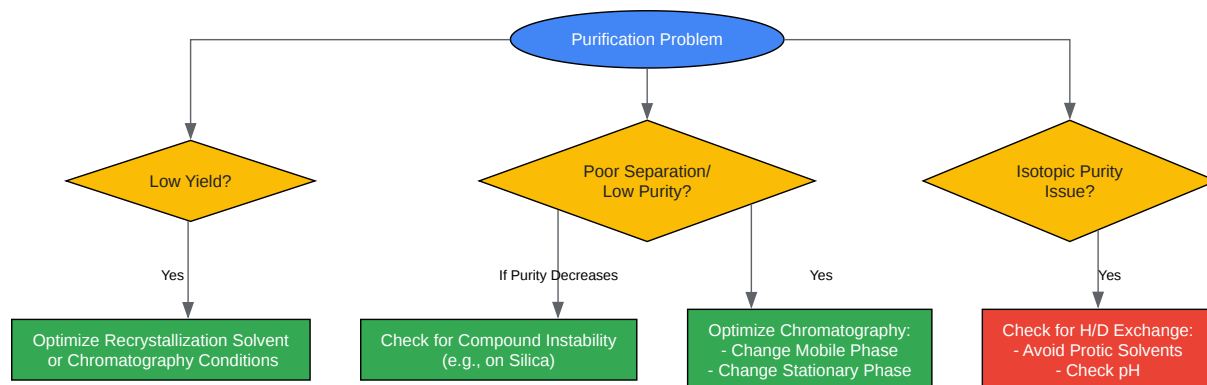 Purification Problem
Low Yield?
Poor Separation/
Low Purity?
Isotopic Purity
Issue?
Yes
If Purity Decreases
Yes
Yes
Optimize Recrystallization Solvent
or Chromatography Conditions
Check for Compound Instability
(e.g., on Silica)
Optimize Chromatography:
- Change Mobile Phase
- Change Stationary Phase
Check for H/D Exchange:
- Avoid Protic Solvents
- Check pH